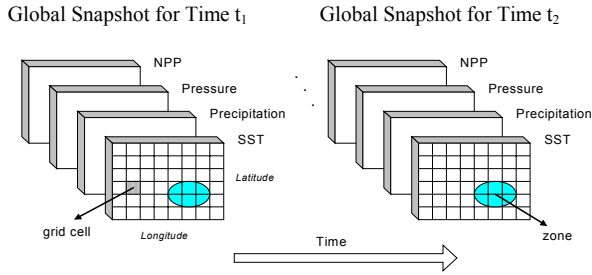 Global Snapshot for Time t₁
Global Snapshot for Time t₂
NPP
Pressure
Precipitation
SST
Latitude
grid cell
Longitude
NPP
Pressure
Precipitation
SST
zone
Time